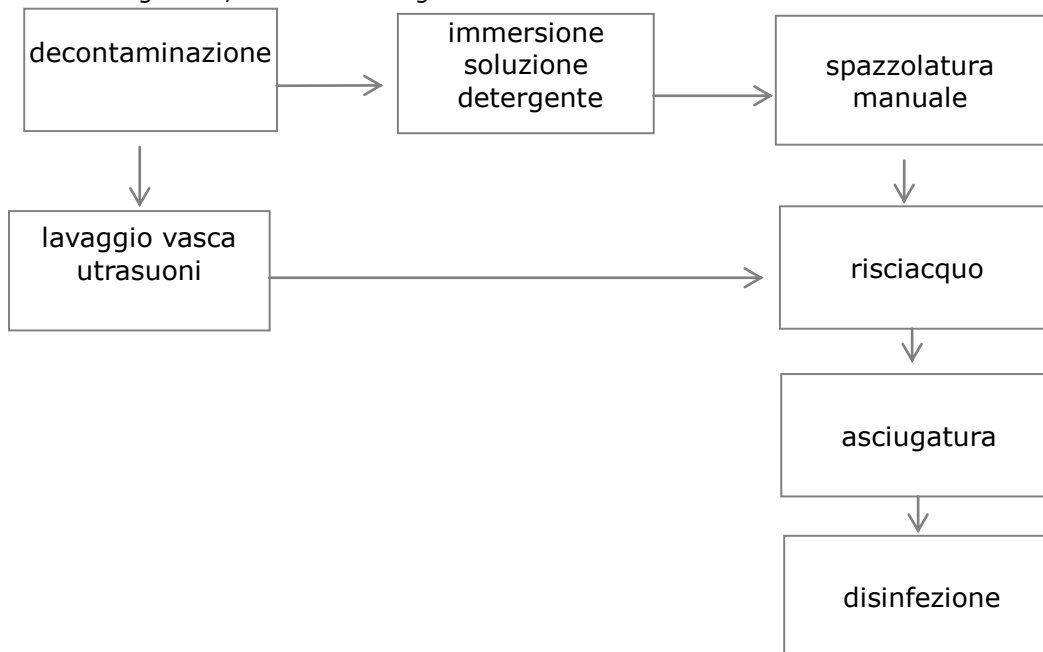 decontaminazione
immersione
soluzione
detergente
spazzolatura
manuale
lavaggio vasca
utrasuoni
risciacquo
asciugatura
disinfezione